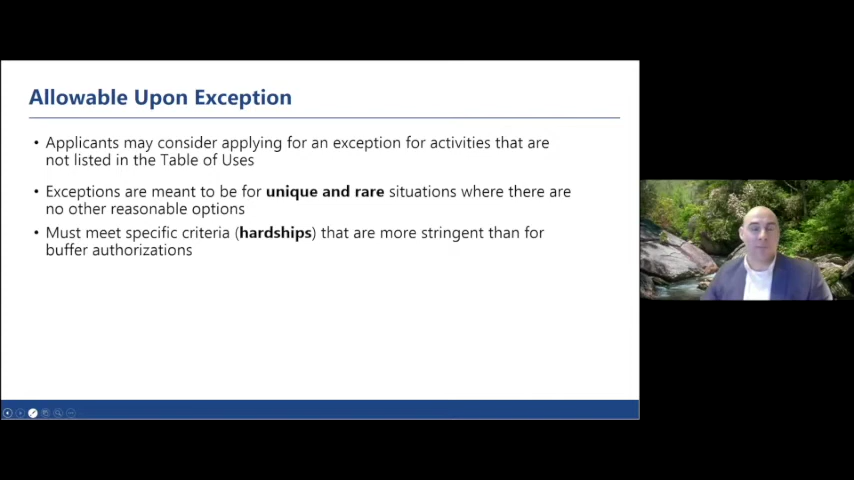 Allowable Upon Exception
• Applicants may consider applying for an exception for activities that are
not listed in the Table of Uses
• Exceptions are meant to be for unique and rare situations where there are
no other reasonable options
• Must meet specific criteria (hardships) that are more stringent than for
buffer authorizations